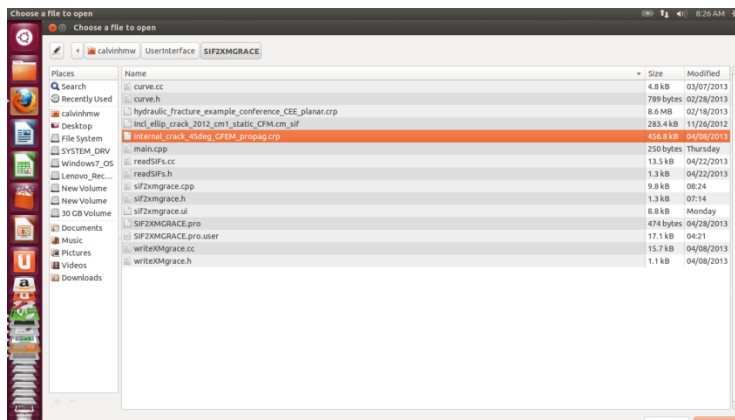 Choose a file to open 8:26 AM
Choose a file to open
calvinhmw UserInterface SIF2XMGRACE
Places Name Size Modified
Search
Recently Used
calvinhmw
Desktop
File System
SYSTEM_DRV
Windows7_OS
Lenovo_Rec...
New Volume
New Volume
30 GB Volume
Documents
Music
Pictures
Videos
Downloads
curve.cc 4.8 kB 03/07/2013
curve.h 789 bytes 02/28/2013
hydraulic_fracture_example_conference_CEE_planar.crp 8.6 MB 02/18/2013
Incl_ellip_crack_2012_cm1_static_CFM.cm_sif 283.4 kB 11/26/2012
internal_crack_45deg_GFEM_propag.crp 456.8 kB 04/08/2013
main.cpp 250 bytes Thursday
readSIFs.cc 13.5 kB 04/22/2013
readSIFs.h 1.3 kB 04/22/2013
sif2xmgrace.cpp 9.8 kB 08:24
sif2xmgrace.h 1.3 kB 07:14
sif2xmgrace.ui 8.8 kB Monday
SIF2XMGRACE.pro 474 bytes 04/28/2013
SIF2XMGRACE.pro.user 17.1 kB 04:21
writeXMgrace.cc 15.7 kB 04/08/2013
writeXMgrace.h 1.1 kB 04/08/2013